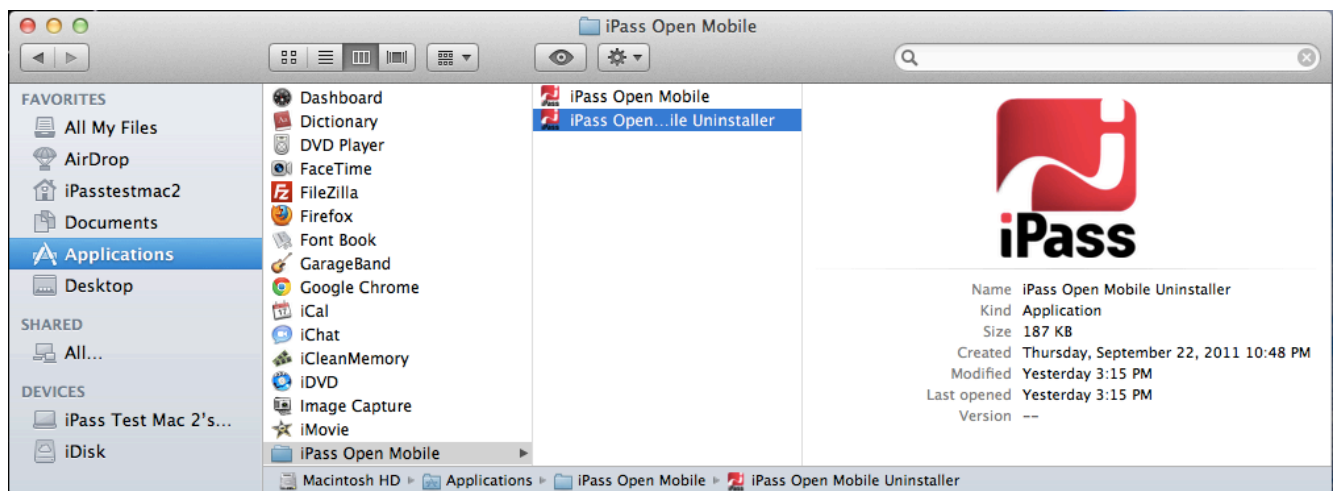 iPass Open Mobile
FAVORITES
All My Files
AirDrop
iPasstestmac2
Documents
Applications
Desktop
SHARED
All...
DEVICES
iPass Test Mac 2's...
iDisk
Dashboard
Dictionary
DVD Player
FaceTime
FileZilla
Firefox
Font Book
GarageBand
Google Chrome
iCal
iChat
iCleanMemory
iDVD
Image Capture
iMovie
iPass Open Mobile
iPass Open Mobile
iPass Open...ile Uninstaller
iPass
Name iPass Open Mobile Uninstaller
Kind Application
Size 187 KB
Created Thursday, September 22, 2011 10:48 PM
Modified Yesterday 3:15 PM
Last opened Yesterday 3:15 PM
Version --
Macintosh HD ▸ Applications ▸ iPass Open Mobile ▸ iPass Open Mobile Uninstaller